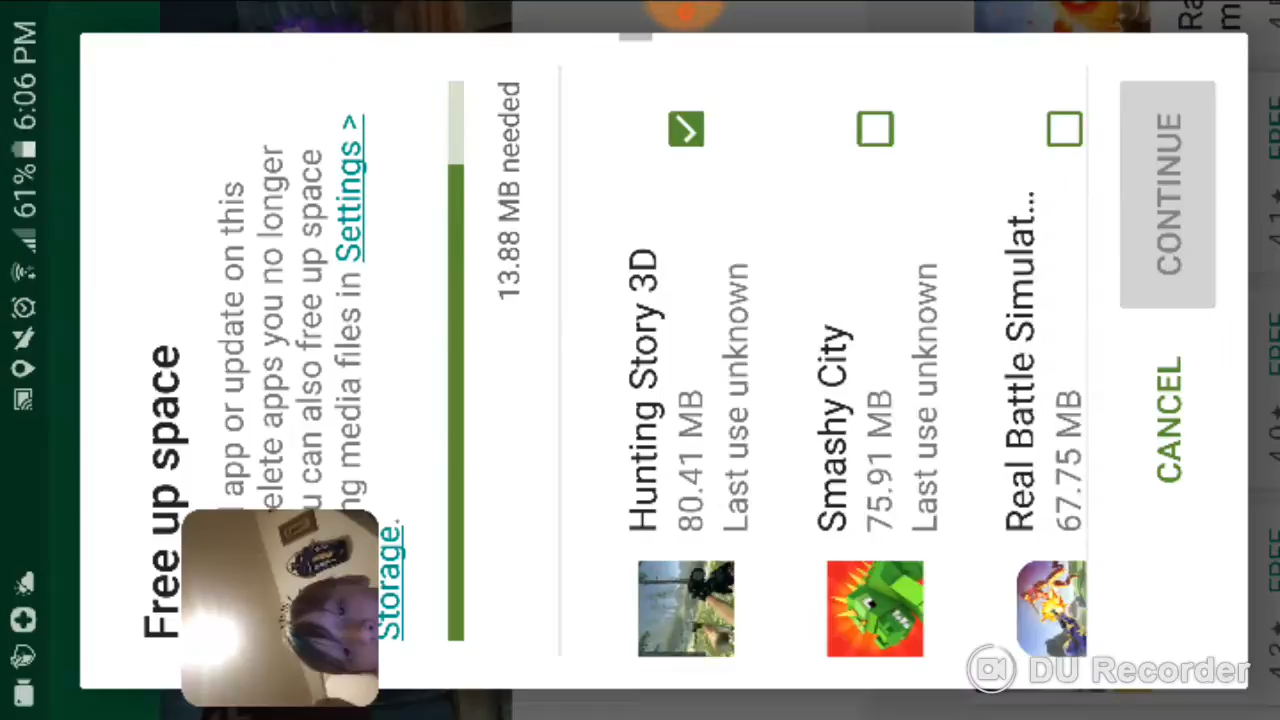 61% 6:06 PM
Free up space
app or update on this
elete apps you no longer
u can also free up space
ng media files in Settings >
Storage.
13.88 MB needed
Hunting Story 3D
80.41 MB
Last use unknown
Smashy City
75.91 MB
Last use unknown
Real Battle Simulat...
67.75 MB
CANCEL
CONTINUE
DU Recorder
FREE
FREE